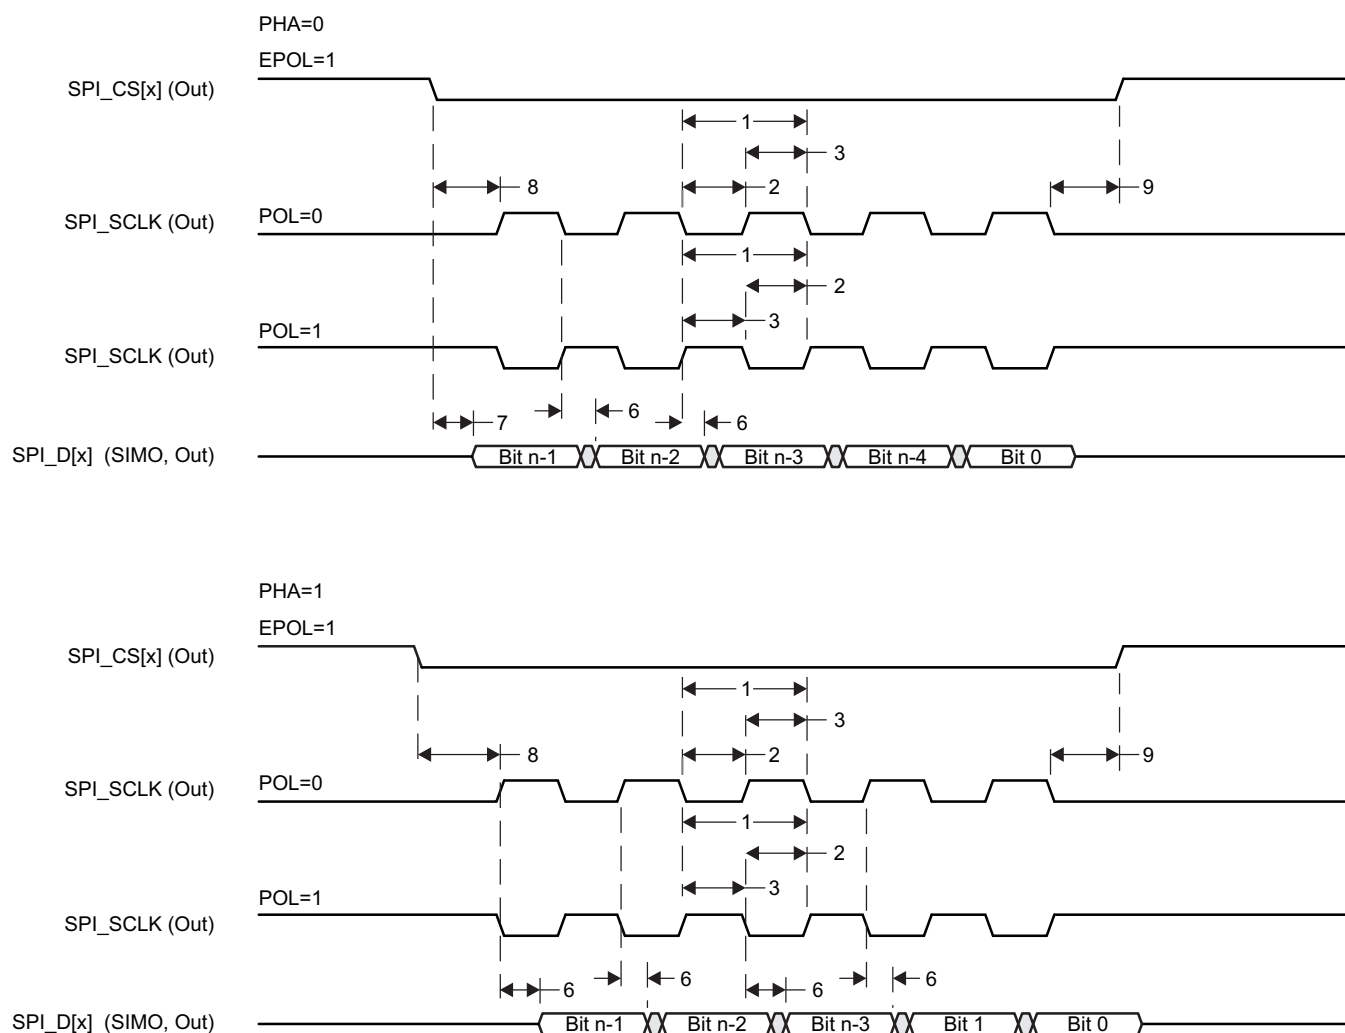 PHA=0
EPOL=1
SPI_CS[x] (Out)
1
3
8
2
9
SPI_SCLK (Out)
POL=0
1
2
3
POL=1
SPI_SCLK (Out)
7
6
6
SPI_D[x] (SIMO, Out)
Bit n-1 Bit n-2 Bit n-3 Bit n-4 Bit 0
PHA=1
EPOL=1
SPI_CS[x] (Out)
1
3
8
2
9
SPI_SCLK (Out)
POL=0
1
2
3
POL=1
SPI_SCLK (Out)
6
6
6
6
SPI_D[x] (SIMO, Out)
Bit n-1 Bit n-2 Bit n-3 Bit 1 Bit 0